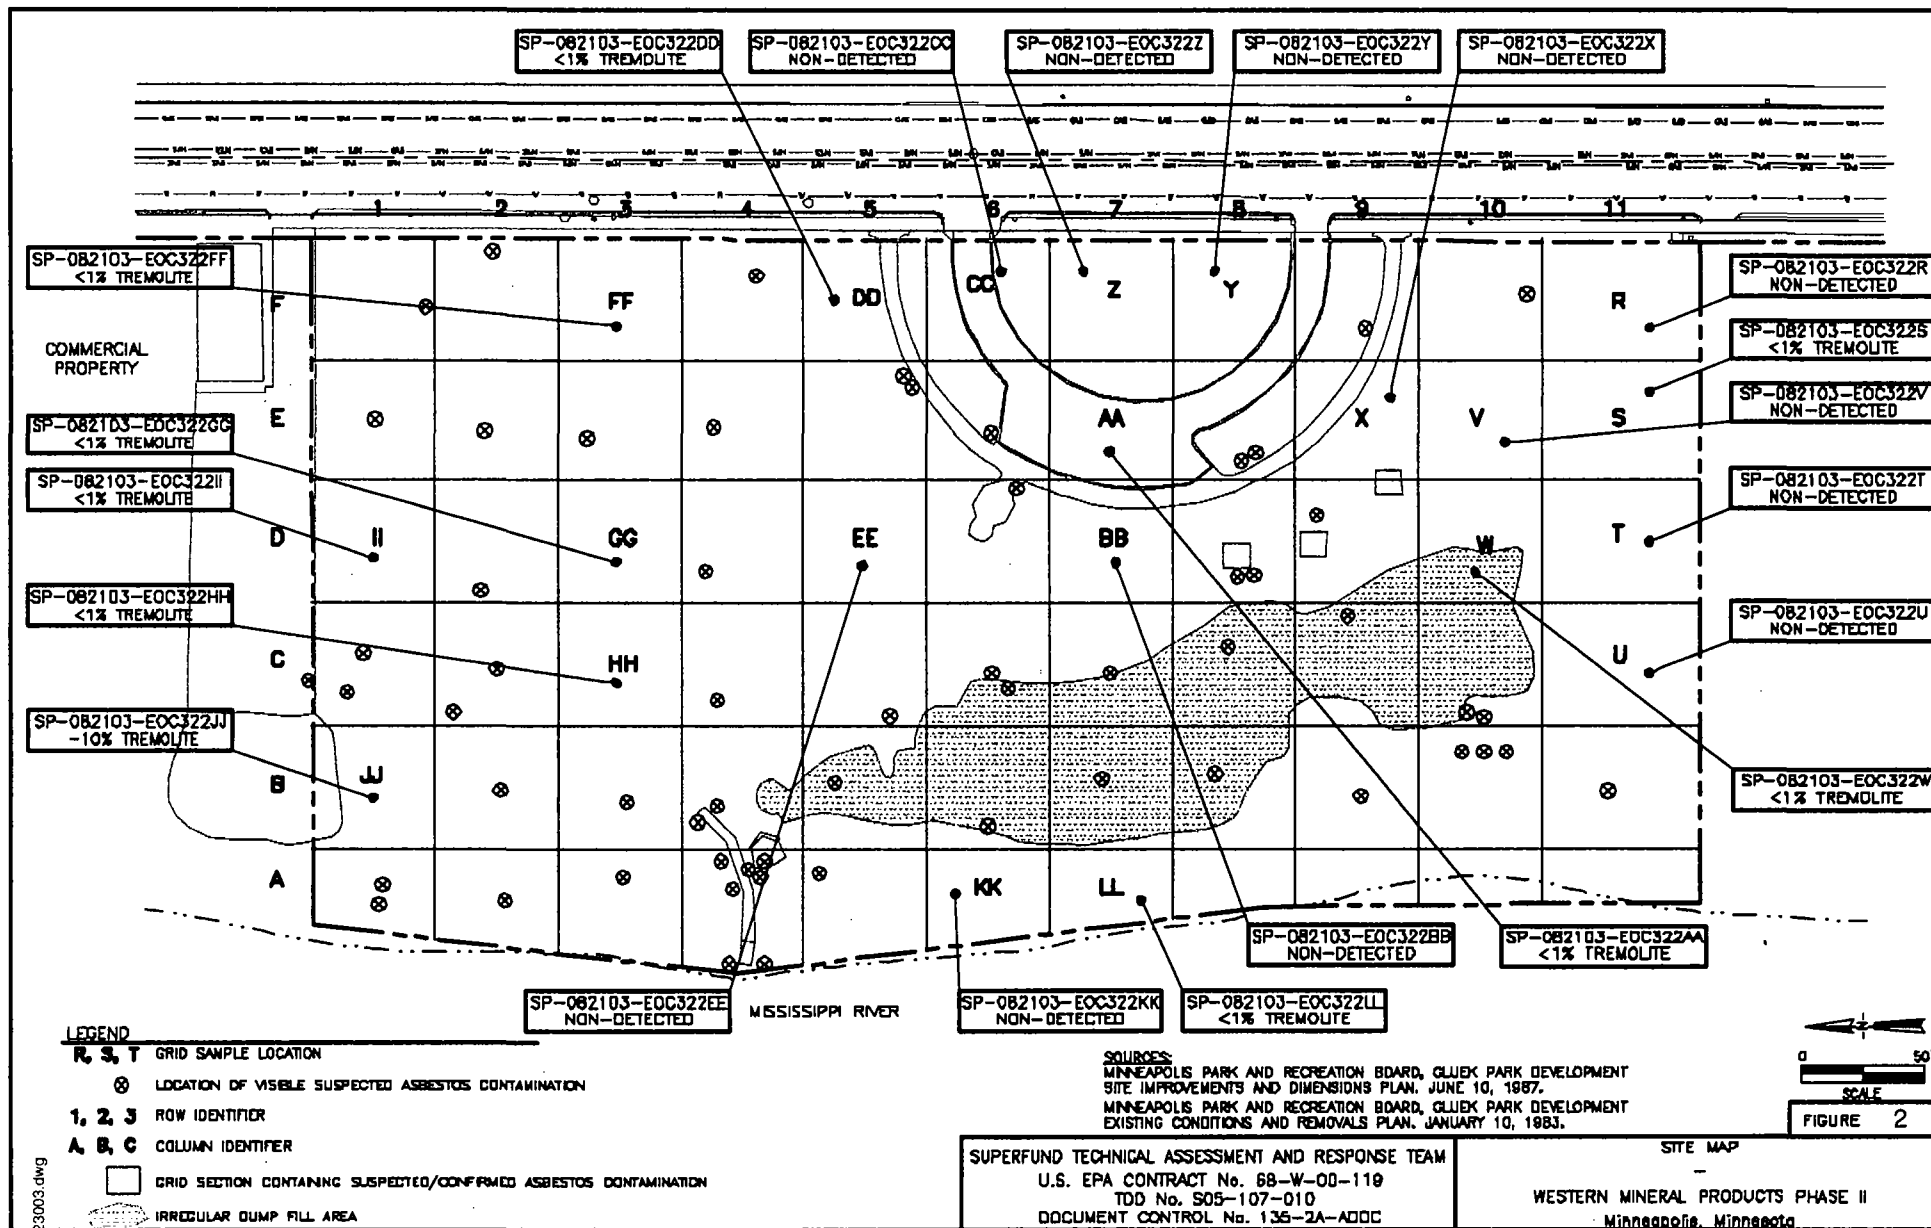 SP-082103-EOC322DD
<1% TREMOLITE
SP-082103-EOC322CC
NON-DETECTED
SP-082103-EOC322Z
NON-DETECTED
SP-082103-EOC322Y
NON-DETECTED
SP-082103-EOC322X
NON-DETECTED
1 2 3 4 5 6 7 8 9 10 11
SP-082103-EOC322FF
<1% TREMOLITE
F FF DD CC Z Y R
SP-082103-EOC322R
NON-DETECTED
SP-082103-EOC322S
<1% TREMOLITE
COMMERCIAL
PROPERTY
SP-082103-EOC322V
NON-DETECTED
E AA X V S
SP-082103-EOC322GG
<1% TREMOLITE
SP-082103-EOC322II
<1% TREMOLITE
SP-082103-EOC322T
NON-DETECTED
D II GG EE BB W T
SP-082103-EOC322HH
<1% TREMOLITE
SP-082103-EOC322U
NON-DETECTED
C HH U
SP-082103-EOC322JJ
-10% TREMOLITE
B JJ
SP-082103-EOC322W
<1% TREMOLITE
A KK LL
SP-082103-EOC322BB
NON-DETECTED
SP-082103-EOC322AA
<1% TREMOLITE
SP-082103-EOC322EE
NON-DETECTED
MISSISSIPPI RIVER
SP-082103-EOC322KK
NON-DETECTED
SP-082103-EOC322LL
<1% TREMOLITE
LEGEND
R, S, T GRID SAMPLE LOCATION
LOCATION OF VISIBLE SUSPECTED ASBESTOS CONTAMINATION
1, 2, 3 ROW IDENTIFIER
A, B, C COLUMN IDENTIFIER
GRID SECTION CONTAINING SUSPECTED/CONFIRMED ASBESTOS CONTAMINATION
IRREGULAR DUMP FILL AREA
23003.dwg
SOURCES:
MINNEAPOLIS PARK AND RECREATION BOARD, GLUEK PARK DEVELOPMENT
SITE IMPROVEMENTS AND DIMENSIONS PLAN. JUNE 10, 1987.
MINNEAPOLIS PARK AND RECREATION BOARD, GLUEK PARK DEVELOPMENT
EXISTING CONDITIONS AND REMOVALS PLAN. JANUARY 10, 1983.
Z
0 50
SCALE
FIGURE 2
SUPERFUND TECHNICAL ASSESSMENT AND RESPONSE TEAM
U.S. EPA CONTRACT No. 68-W-00-119
TDD No. S05-107-010
DOCUMENT CONTROL No. 135-2A-ADDC
SITE MAP
-
WESTERN MINERAL PRODUCTS PHASE II
Minneapolis, Minnesota